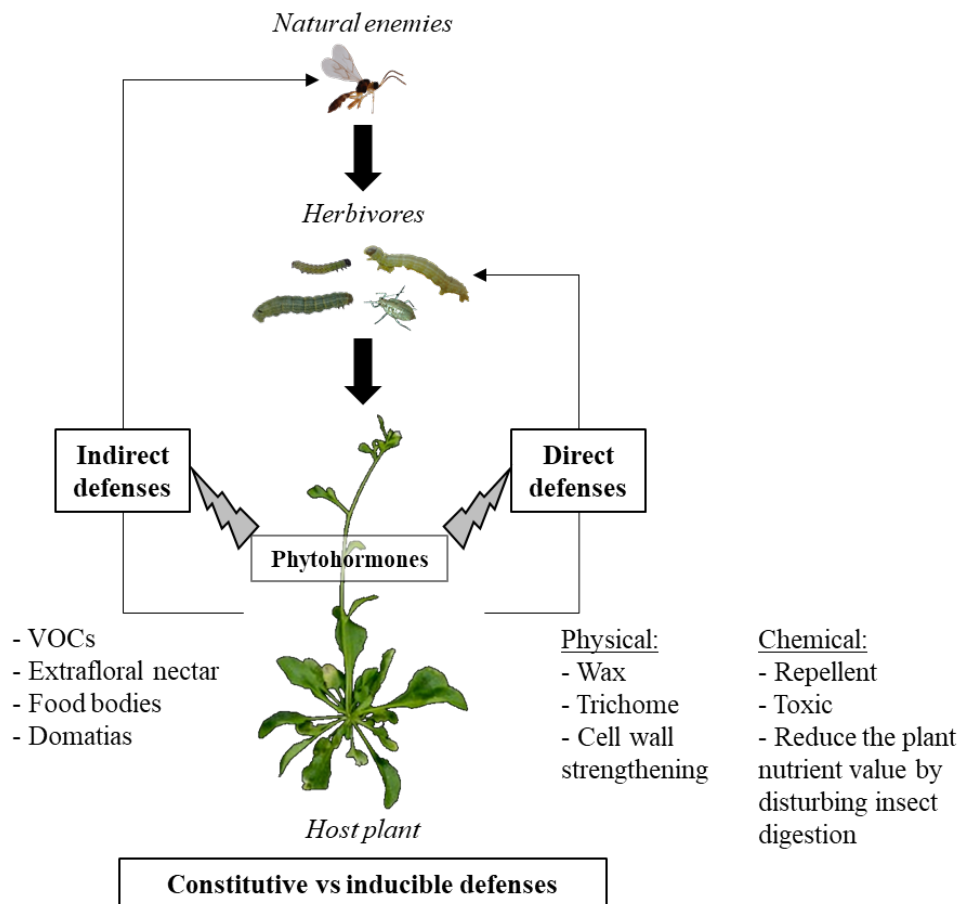 Natural enemies
Herbivores
Indirect
defenses
Direct
defenses
Phytohormones
- VOCs
- Extrafloral nectar
- Food bodies
- Domatias
Physical:
- Wax
- Trichome
- Cell wall
strengthening
Chemical:
- Repellent
- Toxic
- Reduce the plant
nutrient value by
disturbing insect
digestion
Host plant
Constitutive vs inducible defenses